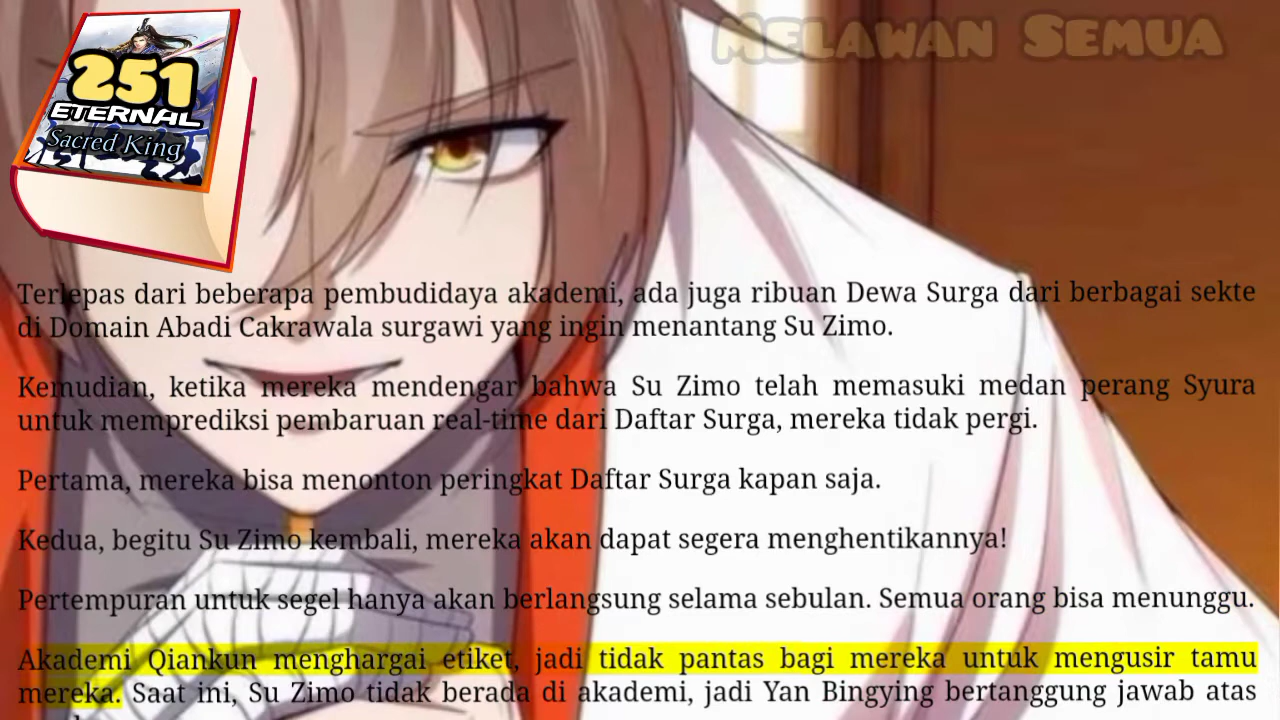 Melawan Semua
251
ETERNAL
Sacred King
Terlepas dari beberapa pembudidaya akademi, ada juga ribuan Dewa Surga dari berbagai sekte
di Domain Abadi Cakrawala surgawi yang ingin menantang Su Zimo.
Kemudian, ketika mereka mendengar bahwa Su Zimo telah memasuki medan perang Syura
untuk memprediksi pembaruan real-time dari Daftar Surga, mereka tidak pergi.
Pertama, mereka bisa menonton peringkat Daftar Surga kapan saja.
Kedua, begitu Su Zimo kembali, mereka akan dapat segera menghentikannya!
Pertempuran untuk segel hanya akan berlangsung selama sebulan. Semua orang bisa menunggu.
Akademi Qiankun menghargai etiket, jadi tidak pantas bagi mereka untuk mengusir tamu
mereka. Saat ini, Su Zimo tidak berada di akademi, jadi Yan Bingying bertanggung jawab atas